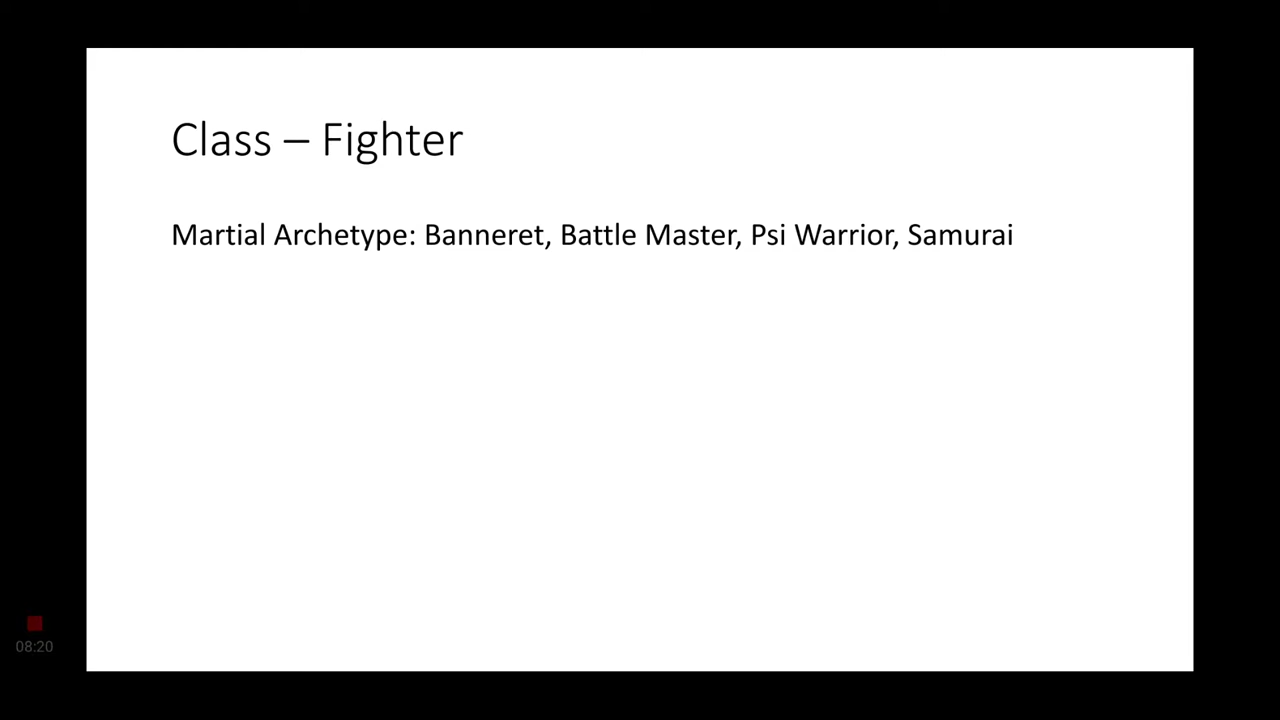 Class – Fighter
Martial Archetype: Banneret, Battle Master, Psi Warrior, Samurai
08:20